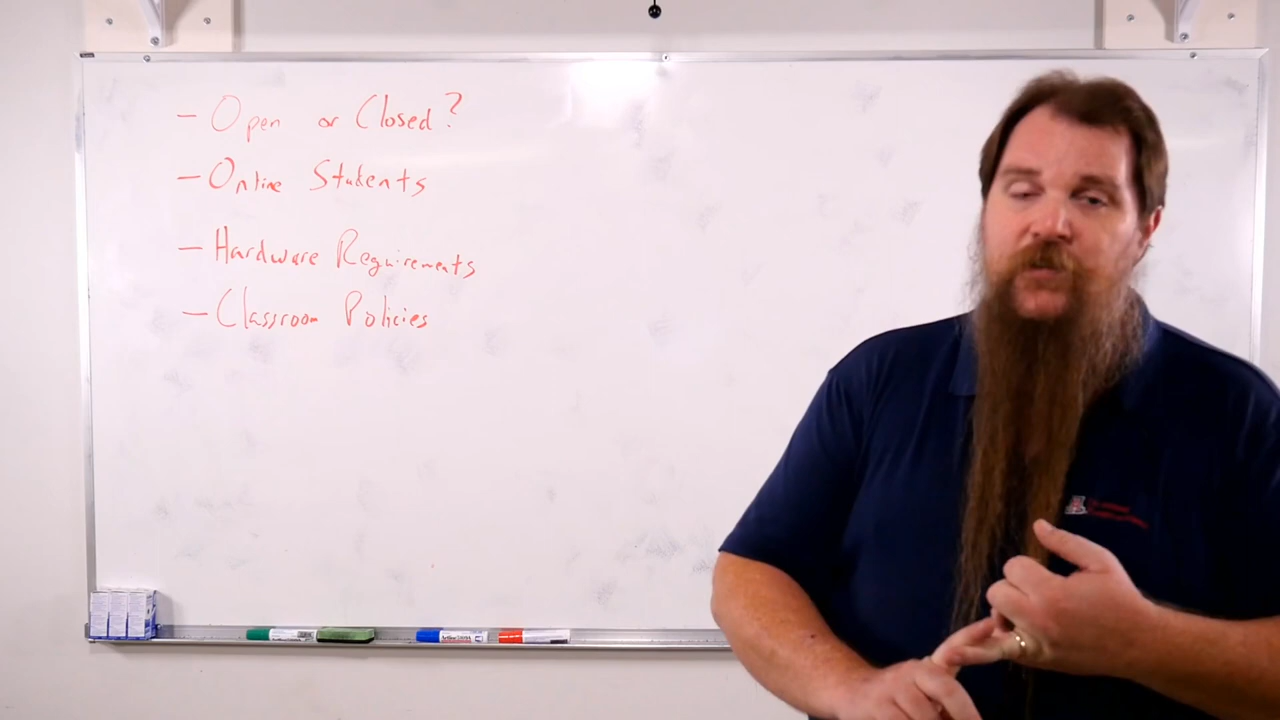 - Open or Closed?
- Online Students
- Hardware Requirements
- Classroom Policies